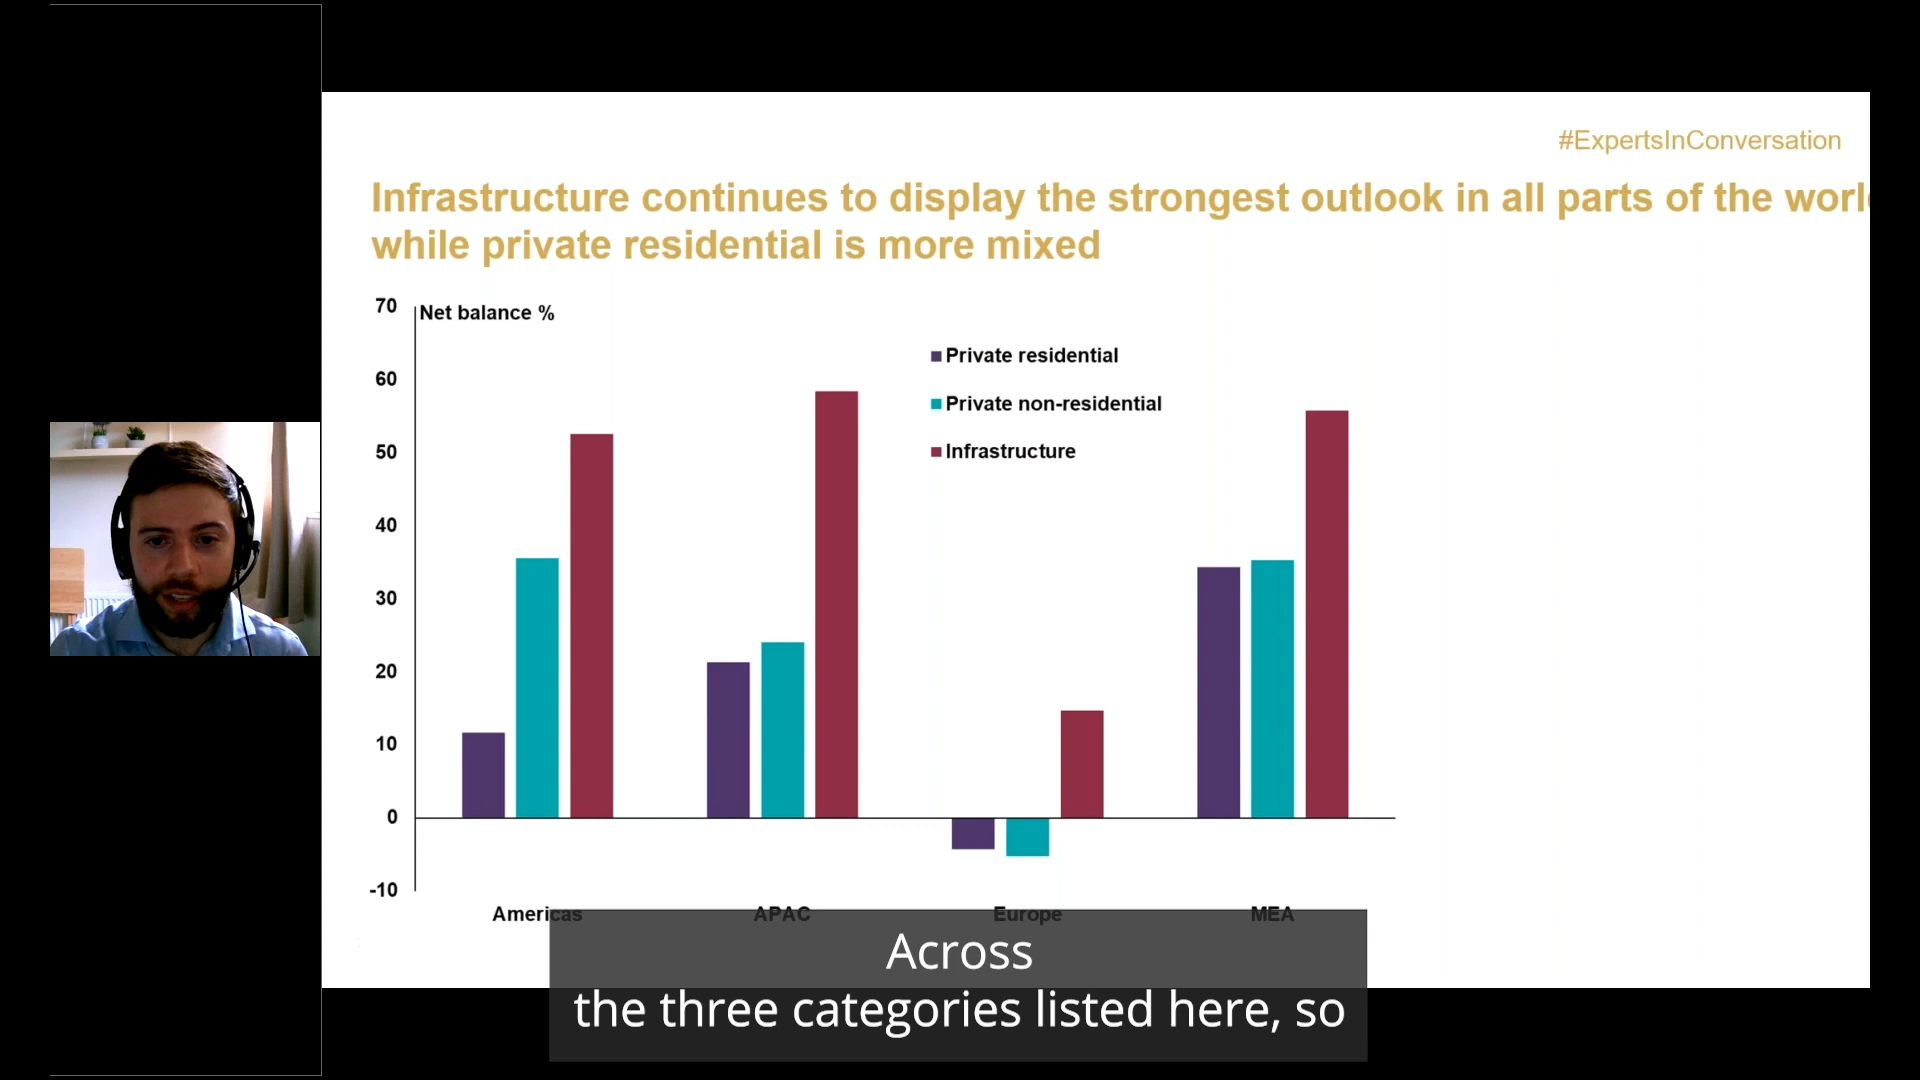 #ExpertsInConversation
Infrastructure continues to display the strongest outlook in all parts of the worl
while private residential is more mixed
70
Net balance %
60
50
40
30
20
10
0
-10
Private residential
Private non-residential
Infrastructure
Americas
APAC
Europe
MEA
Across
the three categories listed here, so